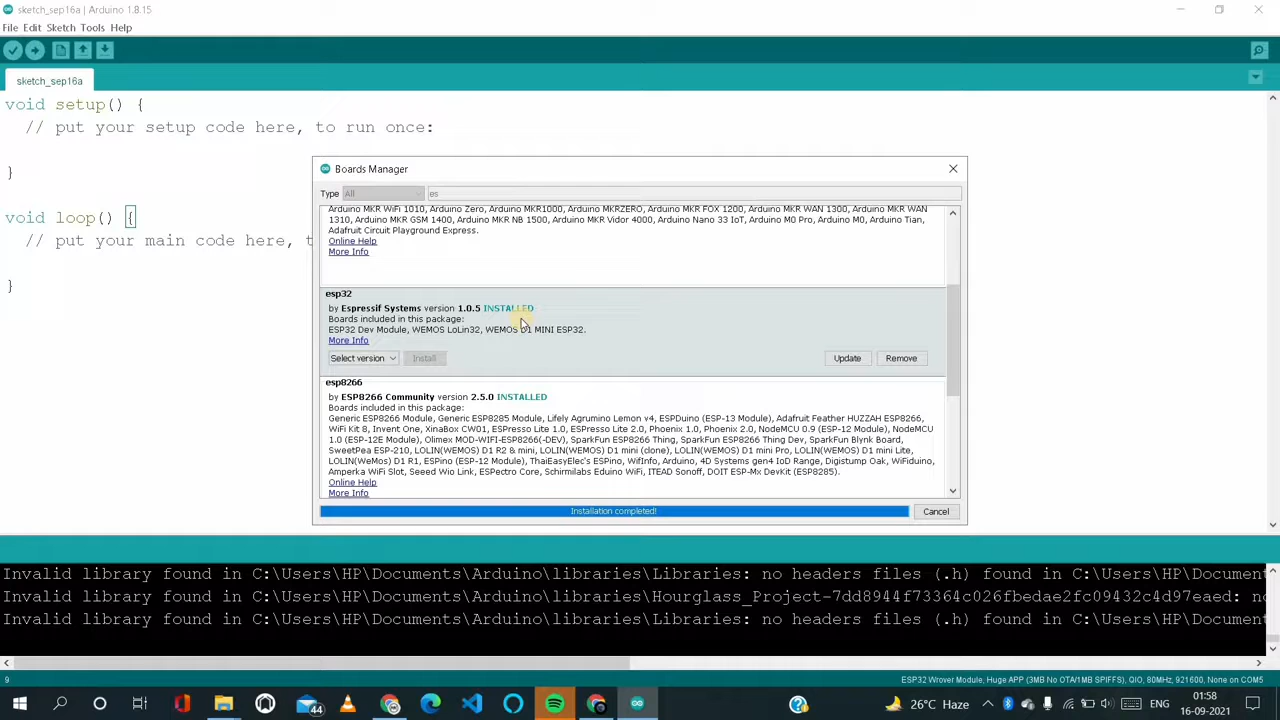 sketch_sep16a | Arduino 1.8.15
File Edit Sketch Tools Help
sketch_sep16a
void setup() {
// put your setup code here, to run once:
}
void loop() {
// put your main code here, t
}
Boards Manager
Type All es
Arduino MKR WiFi 1010, Arduino Zero, Arduino MKR1000, Arduino MKRZERO, Arduino MKR FOX 1200, Arduino MKR WAN 1300, Arduino MKR WAN
1310, Arduino MKR GSM 1400, Arduino MKR NB 1500, Arduino MKR Vidor 4000, Arduino Nano 33 IoT, Arduino M0 Pro, Arduino M0, Arduino Tian,
Adafruit Circuit Playground Express.
Online Help
More Info
esp32
by Espressif Systems version 1.0.5 INSTALLED
Boards included in this package:
ESP32 Dev Module, WEMOS LoLin32, WEMOS D1 MINI ESP32.
More Info
Select version Install Update Remove
esp8266
by ESP8266 Community version 2.5.0 INSTALLED
Boards included in this package:
Generic ESP8266 Module, Generic ESP8285 Module, Lifely Agrumino Lemon v4, ESPDuino (ESP-13 Module), Adafruit Feather HUZZAH ESP8266,
WiFi Kit 8, Invent One, XinaBox CW01, ESPresso Lite 1.0, ESPresso Lite 2.0, Phoenix 1.0, Phoenix 2.0, NodeMCU 0.9 (ESP-12 Module), NodeMCU
1.0 (ESP-12E Module), Olimex MOD-WIFI-ESP8266(-DEV), SparkFun ESP8266 Thing, SparkFun ESP8266 Thing Dev, SparkFun Blynk Board,
SweetPea ESP-210, LOLIN(WEMOS) D1 R2 & mini, LOLIN(WEMOS) D1 mini (clone), LOLIN(WEMOS) D1 mini Pro, LOLIN(WEMOS) D1 mini Lite,
LOLIN(WeMos) D1 R1, ESPino (ESP-12 Module), ThaiEasyElec's ESPino, WifInfo, Arduino, 4D Systems gen4 IoD Range, Digistump Oak, WiFiduino,
Amperka WiFi Slot, Seeed Wio Link, ESPectro Core, Schirmilabs Eduino WiFi, ITEAD Sonoff, DOIT ESP-Mx DevKit (ESP8285).
Online Help
More Info
Installation completed! Cancel
Invalid library found in C:\Users\HP\Documents\Arduino\libraries\Libraries: no headers files (.h) found in C:\Users\HP\Document
Invalid library found in C:\Users\HP\Documents\Arduino\libraries\Hourglass_Project-7dd8944f73364c026fbedae2fc09432c4d97eaed: no
Invalid library found in C:\Users\HP\Documents\Arduino\libraries\Libraries: no headers files (.h) found in C:\Users\HP\Document
9 ESP32 Wrover Module, Huge APP (3MB No OTA/1MB SPIFFS), QIO, 80MHz, 921600, None on COM5
44 26°C Haze ENG 01:58
16-09-2021